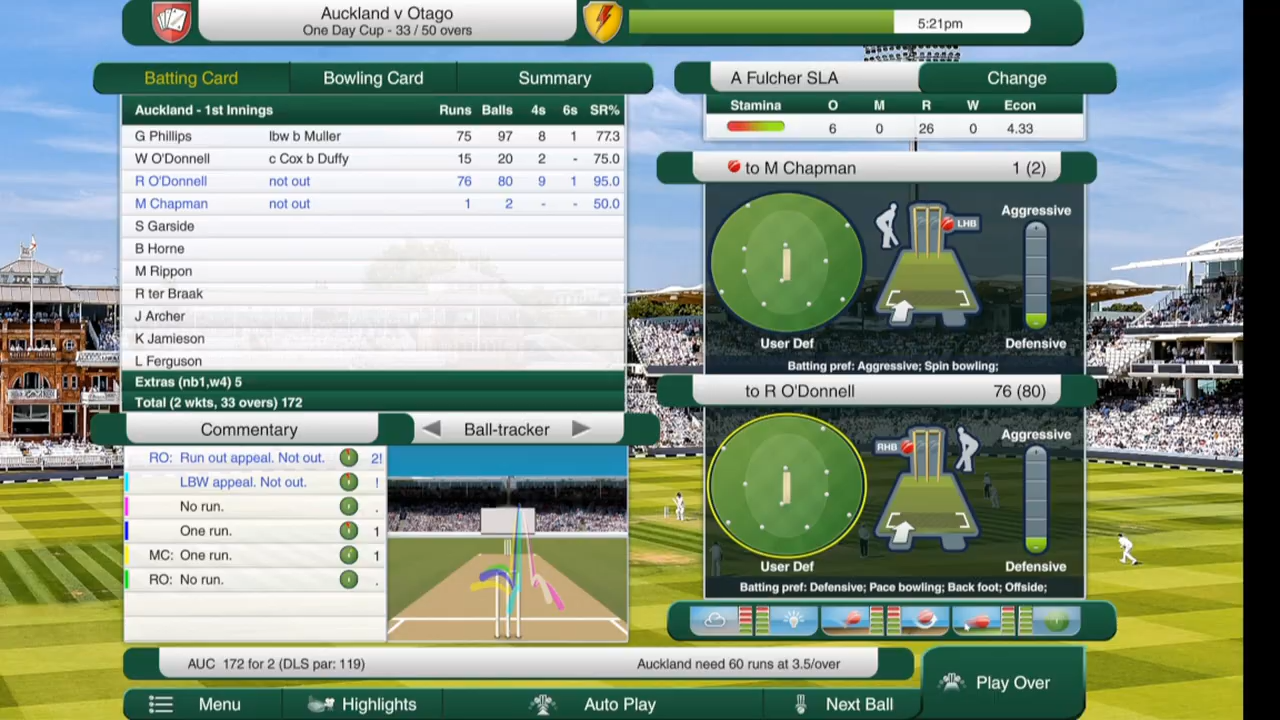 Auckland v Otago
One Day Cup - 33 / 50 overs
5:21pm
Batting Card Bowling Card Summary
Auckland - 1st Innings Runs Balls 4s 6s SR%
G Phillips lbw b Muller 75 97 8 1 77.3
W O'Donnell c Cox b Duffy 15 20 2 - 75.0
R O'Donnell not out 76 80 9 1 95.0
M Chapman not out 1 2 - - 50.0
S Garside
B Horne
M Rippon
R ter Braak
J Archer
K Jamieson
L Ferguson
Extras (nb1,w4) 5
Total (2 wkts, 33 overs) 172
A Fulcher SLA Change
Stamina O M R W Econ
6 0 26 0 4.33
to M Chapman 1 (2)
LHB
Aggressive
User Def
Defensive
Batting pref: Aggressive; Spin bowling;
to R O'Donnell 76 (80)
RHB
Aggressive
User Def
Defensive
Batting pref: Defensive; Pace bowling; Back foot; Offside;
Commentary
Ball-tracker
RO: Run out appeal. Not out. 2!
LBW appeal. Not out. !
No run. .
One run. 1
MC: One run. 1
RO: No run. .
AUC 172 for 2 (DLS par: 119) Auckland need 60 runs at 3.5/over
Menu Highlights Auto Play Next Ball Play Over